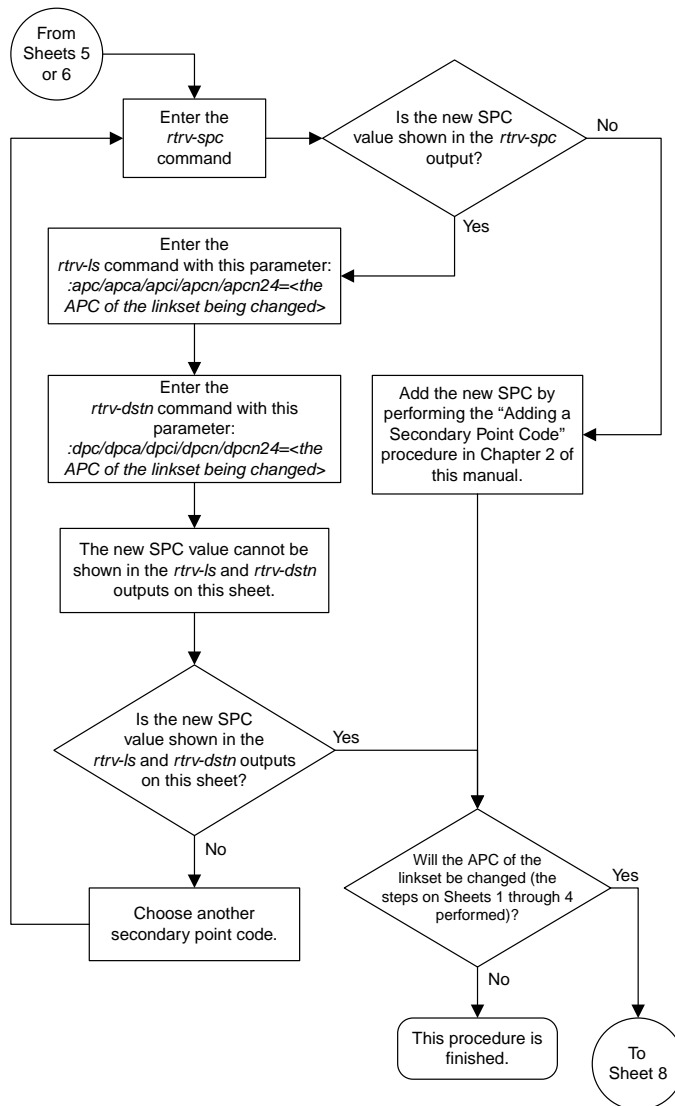 From
Sheets 5
or 6
Enter the
rtrv-spc
command
Is the new SPC
value shown in the rtrv-spc
output?
No
Yes
Enter the
rtrv-ls command with this parameter:
:apc/apca/apci/apcn/apcn24=<the
APC of the linkset being changed>
Enter the
rtrv-dstn command with this
parameter:
:dpc/dpca/dpci/dpcn/dpcn24=<the
APC of the linkset being changed>
Add the new SPC by
performing the “Adding a
Secondary Point Code”
procedure in Chapter 2 of
this manual.
The new SPC value cannot be
shown in the rtrv-ls and rtrv-dstn
outputs on this sheet.
Is the new SPC
value shown in the
rtrv-ls and rtrv-dstn outputs
on this sheet?
Yes
No
Choose another
secondary point code.
Will the APC of the
linkset be changed (the
steps on Sheets 1 through 4
performed)?
Yes
No
This procedure is
finished.
To
Sheet 8